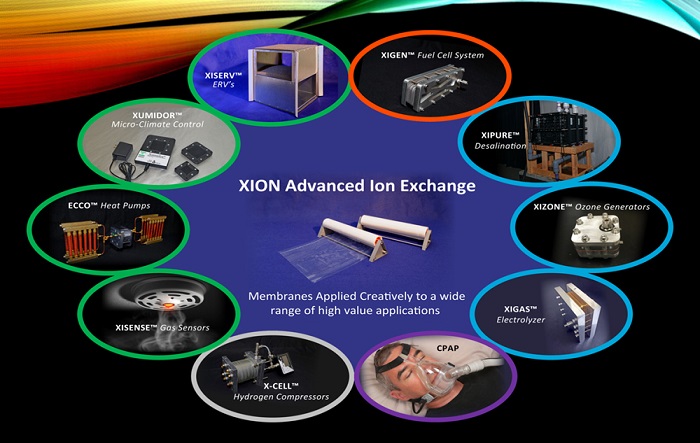 XISERV™
ERV's
XIGEN™ Fuel Cell System
XUMIDOR™
Micro-Climate Control
XIPURE™
Desalination
XION Advanced Ion Exchange
ECCO™ Heat Pumps
XIZONE™ Ozone Generators
Membranes Applied Creatively to a wide
range of high value applications
XISENSE™ Gas Sensors
XIGAS™
Electrolyzer
X-CELL™
Hydrogen Compressors
CPAP